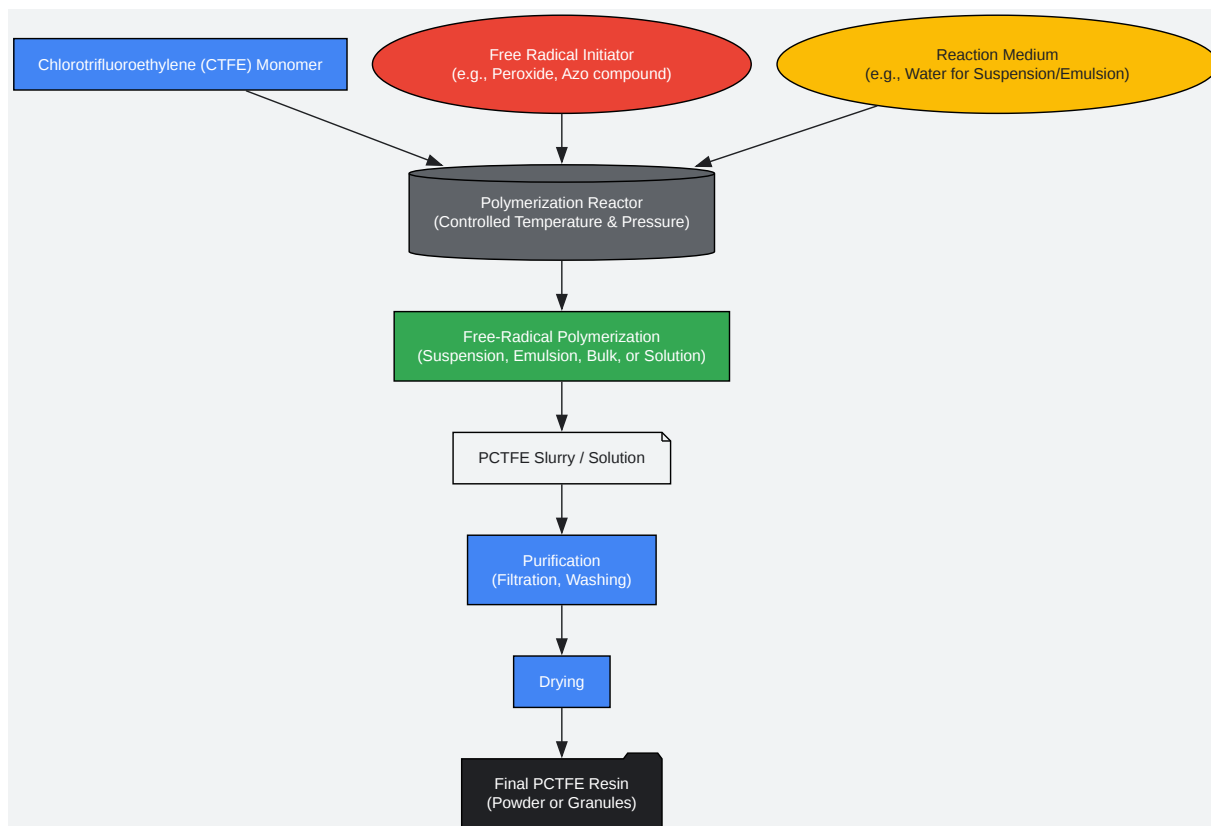 Chlorotrifluoroethylene (CTFE) Monomer
Free Radical Initiator
(e.g., Peroxide, Azo compound)
Reaction Medium
(e.g., Water for Suspension/Emulsion)
Polymerization Reactor
(Controlled Temperature & Pressure)
Free-Radical Polymerization
(Suspension, Emulsion, Bulk, or Solution)
PCTFE Slurry / Solution
Purification
(Filtration, Washing)
Drying
Final PCTFE Resin
(Powder or Granules)